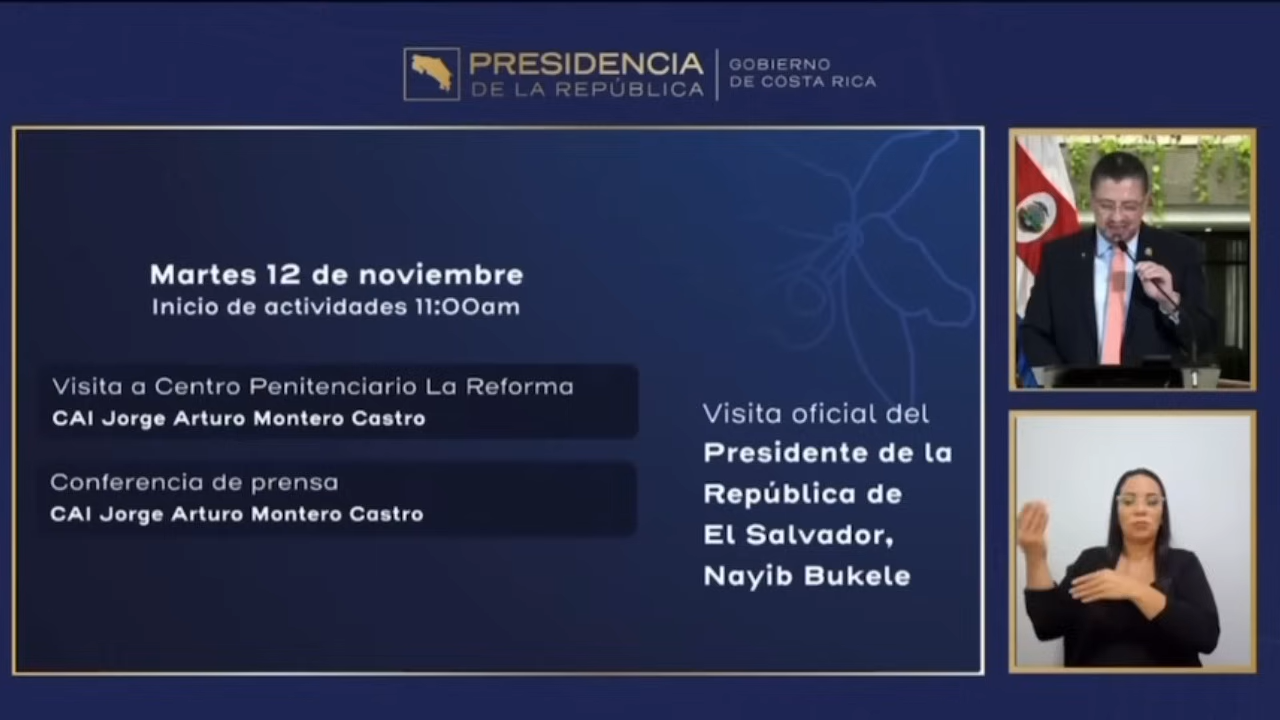 PRESIDENCIA
DE LA REPÚBLICA
GOBIERNO
DE COSTA RICA
Martes 12 de noviembre
Inicio de actividades 11:00am
Visita a Centro Penitenciario La Reforma
CAI Jorge Arturo Montero Castro
Conferencia de prensa
CAI Jorge Arturo Montero Castro
Visita oficial del
Presidente de la
República de
El Salvador,
Nayib Bukele